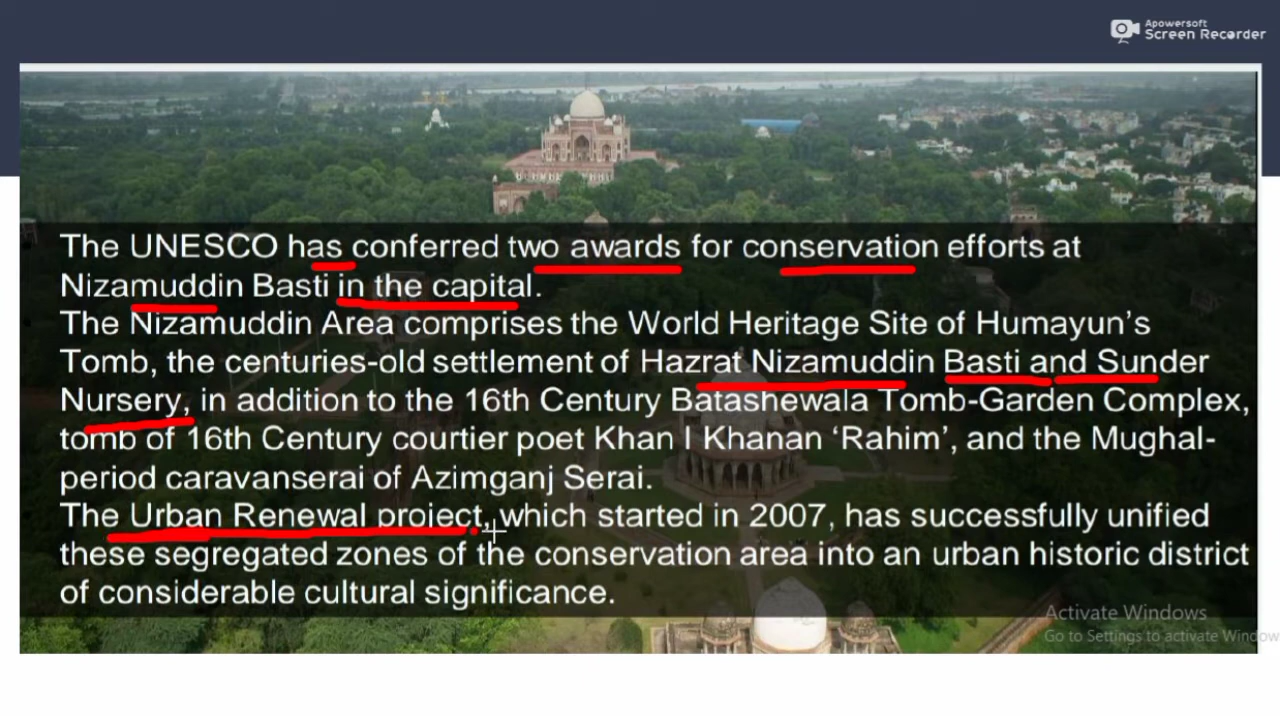 Apowersoft
Screen Recorder
The UNESCO has conferred two awards for conservation efforts at
Nizamuddin Basti in the capital.
The Nizamuddin Area comprises the World Heritage Site of Humayun's
Tomb, the centuries-old settlement of Hazrat Nizamuddin Basti and Sunder
Nursery, in addition to the 16th Century Batashewala Tomb-Garden Complex,
tomb of 16th Century courtier poet Khan I Khanan ‘Rahim’, and the Mughal-
period caravanserai of Azimganj Serai.
The Urban Renewal project, which started in 2007, has successfully unified
these segregated zones of the conservation area into an urban historic district
of considerable cultural significance.
Activate Windows
Go to Settings to activate Window